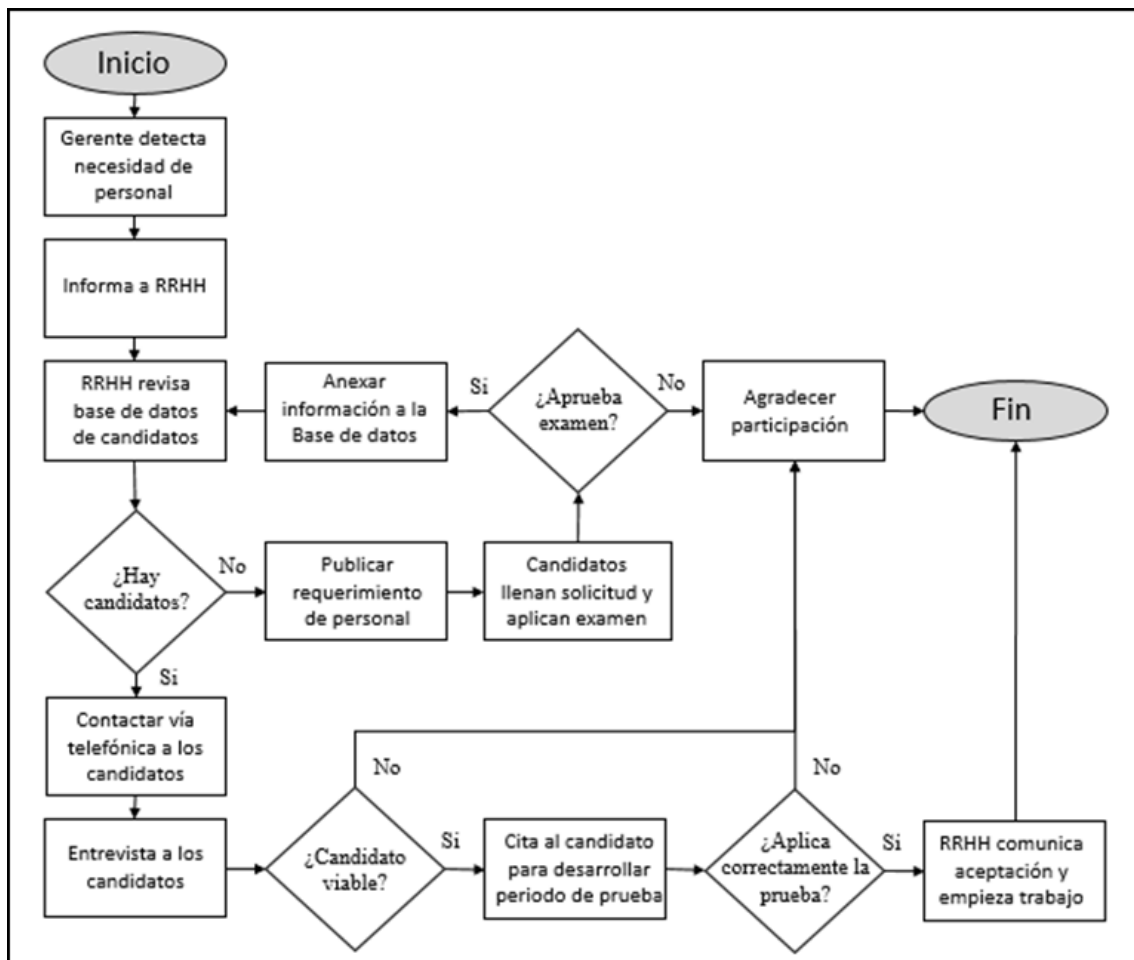 Inicio
Gerente detecta
necesidad de
personal
Informa a RRHH
RRHH revisa
base de datos
de candidatos
Anexar
información a la
Base de datos
Si
¿Aprueba
examen?
No
Agradecer
participación
Fin
¿Hay
candidatos?
No
Publicar
requerimiento
de personal
Candidatos
llenan solicitud y
aplican examen
Si
Contactar vía
telefónica a los
candidatos
Entrevista a los
candidatos
No
¿Candidato
viable?
Si
Cita al candidato
para desarrollar
periodo de prueba
No
¿Aplica
correctamente la
prueba?
Si
RRHH comunica
aceptación y
empieza trabajo